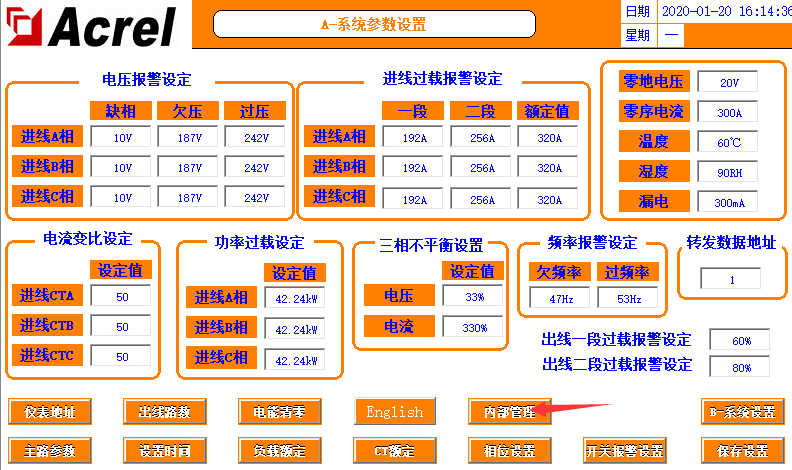 Acrel
A-系统参数设置
日期 2020-01-20 16:14:36
星期 一
电压报警设定
缺相 欠压 过压
进线A相 10V 187V 242V
进线B相 10V 187V 242V
进线C相 10V 187V 242V
进线过载报警设定
一段 二段 额定值
进线A相 192A 256A 320A
进线B相 192A 256A 320A
进线C相 192A 256A 320A
零地电压 20V
零序电流 300A
温度 60℃
湿度 90RH
漏电 300mA
电流变比设定
设定值
进线CTA 50
进线CTB 50
进线CTC 50
功率过载设定
设定值
进线A相 42.24kW
进线B相 42.24kW
进线C相 42.24kW
三相不平衡设置
设定值
电压 33%
电流 330%
频率报警设定
欠频率 过频率
47Hz 53Hz
转发数据地址
1
出线一段过载报警设定 60%
出线二段过载报警设定 80%
仪表地址 出线路数 电能清零 English 内部管理 B-系统设置
主路参数 设置时间 负载额定 CT额定 相位设置 开关报警设置 保存设置